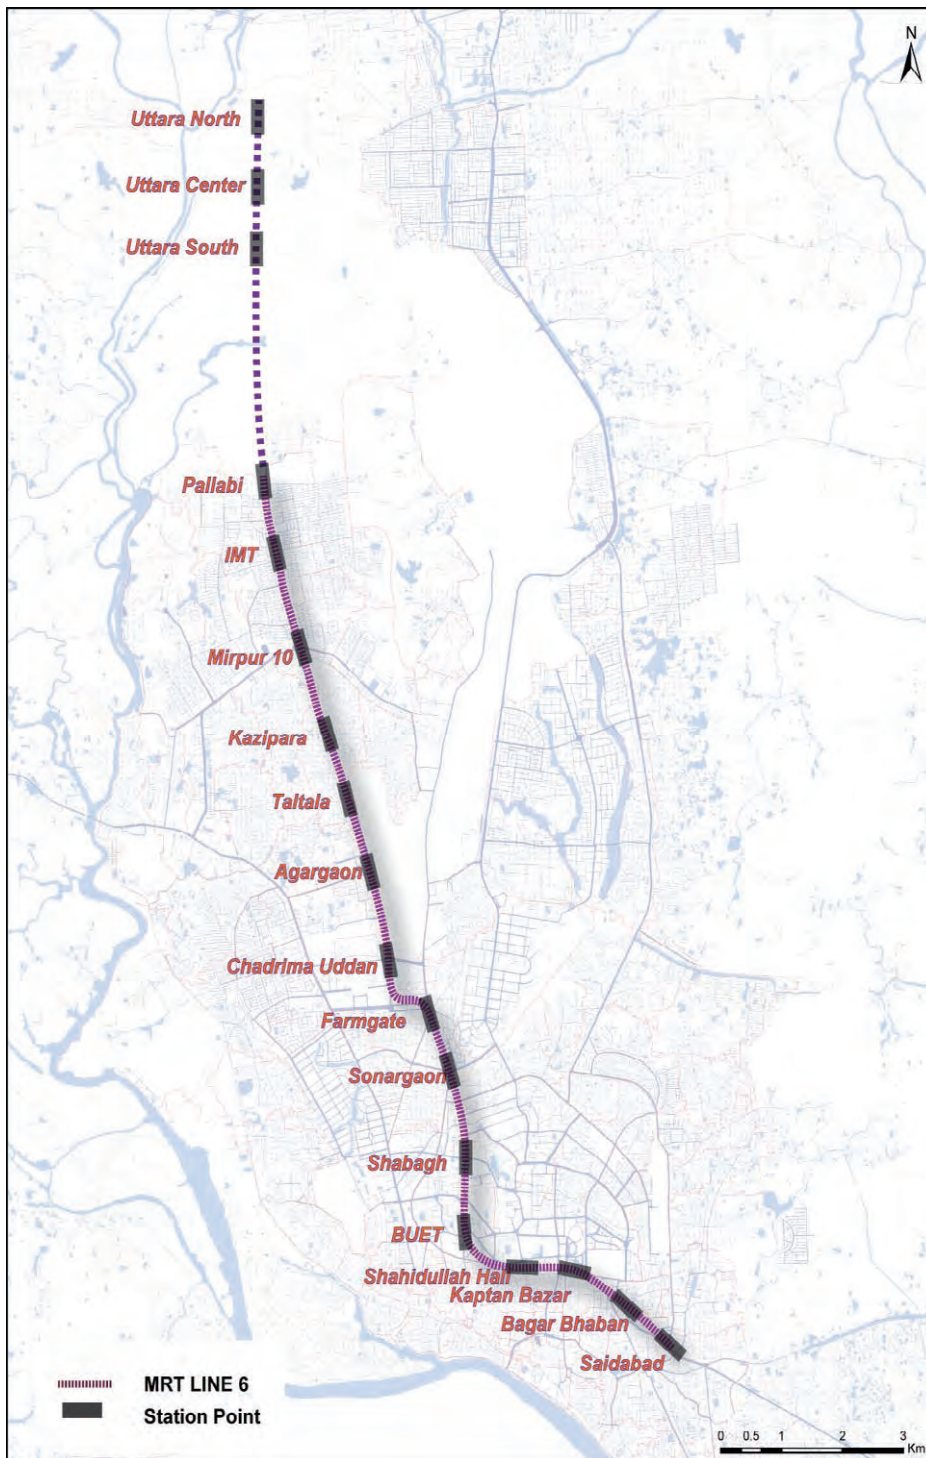 N
Uttara North
Uttara Center
Uttara South
Pallabi
IMT
Mirpur 10
Kazipara
Taltala
Agargaon
Chadrima Uddan
Farmgate
Sonargaon
Shabagh
BUET
Shahidullah Hall
Kaptan Bazar
Bagar Bhaban
Saidabad
MRT LINE 6
Station Point
0 0.5 1 2 3
Km